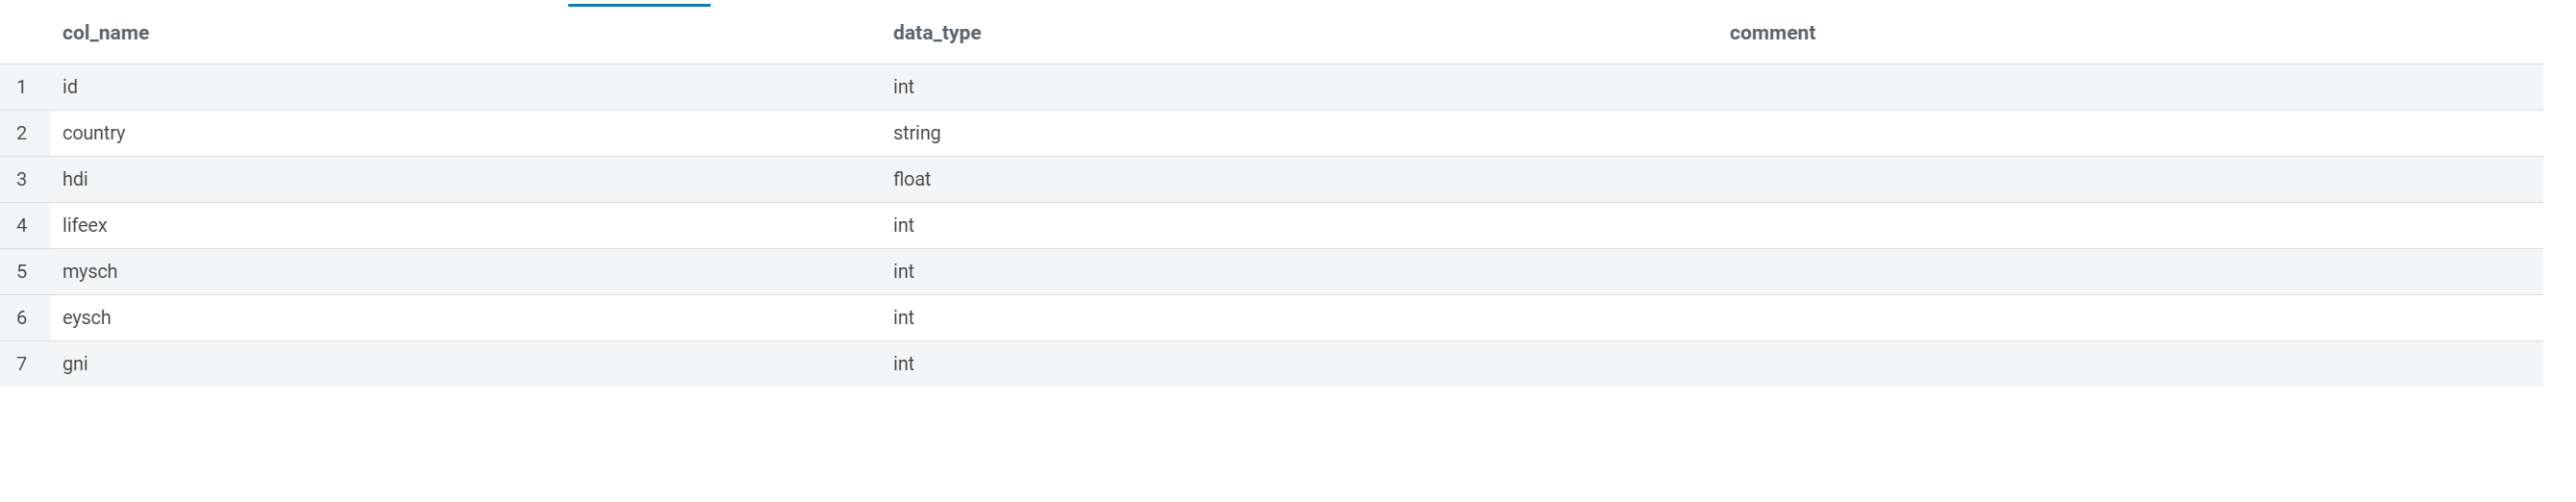 col_name data_type comment
1 id int
2 country string
3 hdi float
4 lifeex int
5 mysch int
6 eysch int
7 gni int